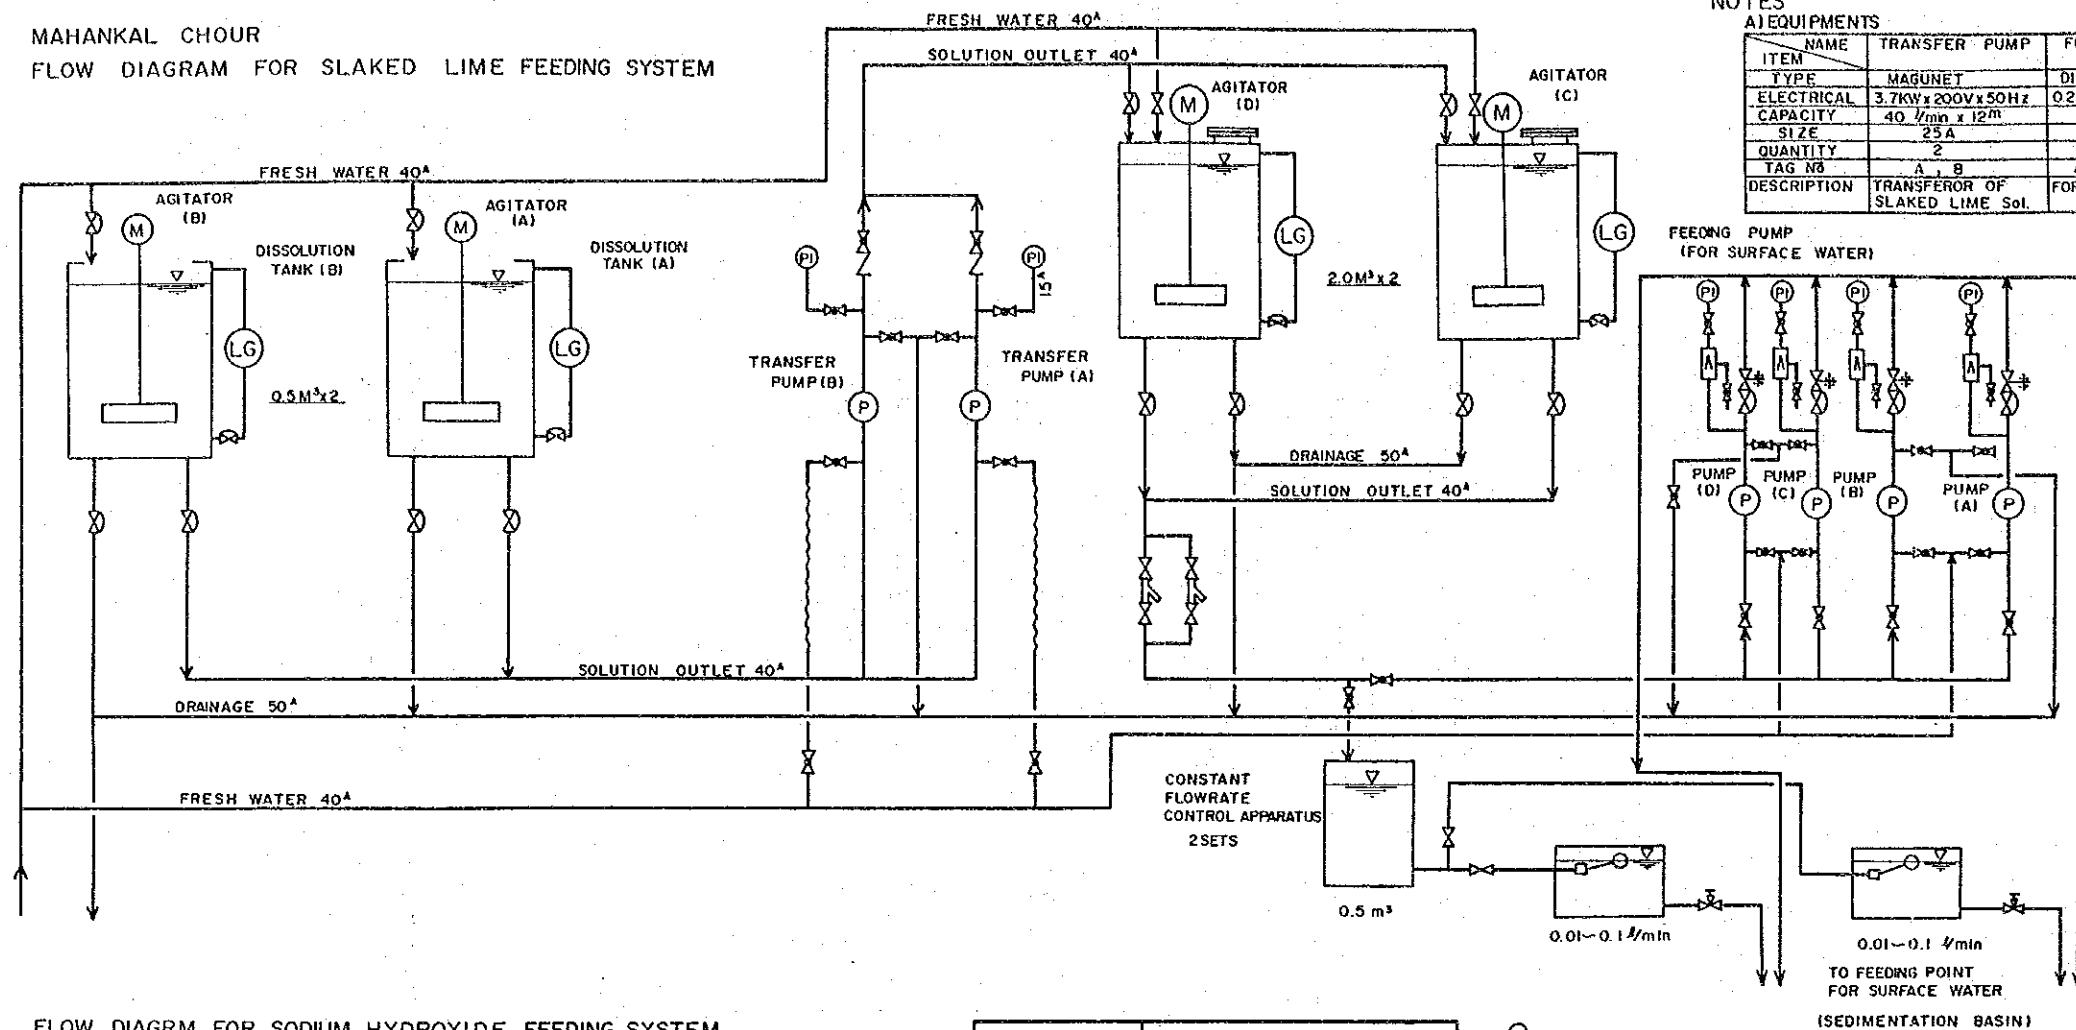 MAHANKAL CHOUR
FLOW DIAGRAM FOR SLAKED LIME FEEDING SYSTEM
FRESH WATER 40A
SOLUTION OUTLET 40A
NOTES
A) EQUIPMENTS
NAME TRANSFER PUMP
ITEM
TYPE MAGUNET
ELECTRICAL 3.7KW x 200V x 50Hz
CAPACITY 40 l/min x 12m
SIZE 25A
QUANTITY 2
TAG No A , B
DESCRIPTION TRANSFEROR OF FOR
SLAKED LIME Sol.
AGITATOR
(D)
M
AGITATOR
(C)
M
FRESH WATER 40A
AGITATOR
(B)
M
AGITATOR
(A)
M
DISSOLUTION
TANK (B)
DISSOLUTION
TANK (A)
PI
PI
15A
LG
LG
2.0M³x2
FEEDING PUMP
(FOR SURFACE WATER)
PI
PI
PI
PI
LG
LG
0.5M³x2
TRANSFER
PUMP (B)
TRANSFER
PUMP (A)
P
P
A
A
A
A
DRAINAGE 50A
SOLUTION OUTLET 40A
PUMP
(D)
PUMP
(C)
PUMP
(B)
PUMP
(A)
P
P
P
P
SOLUTION OUTLET 40A
DRAINAGE 50A
FRESH WATER 40A
CONSTANT
FLOWRATE
CONTROL APPARATUS
2SETS
0.5 m³
0.01~0.1 l/min
0.01~0.1 l/min
TO FEEDING POINT
FOR SURFACE WATER
(SEDIMENTATION BASIN)
FLOW DIAGRM FOR SODIUM HYDROXIDE FEEDING SYSTEM